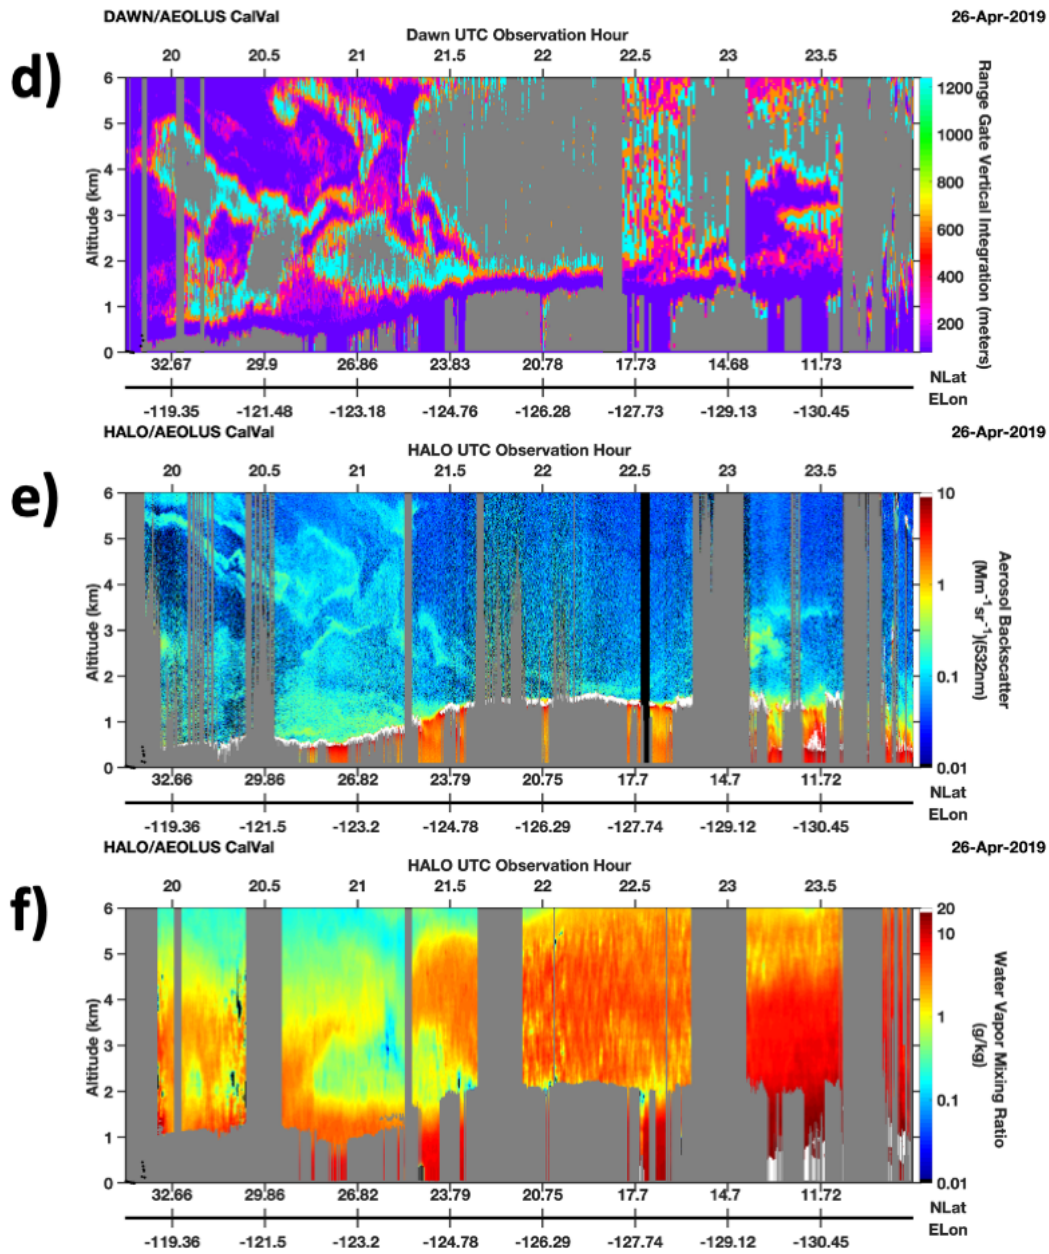 DAWN/AEOLUS CalVal 26-Apr-2019
Dawn UTC Observation Hour
d)
20 20.5 21 21.5 22 22.5 23 23.5
6
5
4
3
2
1
0
Altitude (km)
1200
1000
800
600
400
200
Range Gate Vertical Integration (meters)
32.67 29.9 26.86 23.83 20.78 17.73 14.68 11.73
NLat
ELon
-119.35 -121.48 -123.18 -124.76 -126.28 -127.73 -129.13 -130.45
HALO/AEOLUS CalVal 26-Apr-2019
HALO UTC Observation Hour
e)
20 20.5 21 21.5 22 22.5 23 23.5
6
5
4
3
2
1
0
Altitude (km)
10
1
0.1
0.01
Aerosol Backscatter
(Mm-1 sr-1)(532nm)
32.66 29.86 26.82 23.79 20.75 17.7 14.7 11.72
NLat
ELon
-119.36 -121.5 -123.2 -124.78 -126.29 -127.74 -129.12 -130.45
HALO/AEOLUS CalVal 26-Apr-2019
HALO UTC Observation Hour
f)
20 20.5 21 21.5 22 22.5 23 23.5
6
5
4
3
2
1
0
Altitude (km)
20
10
1
0.1
0.01
Water Vapor Mixing Ratio
(g/kg)
32.66 29.86 26.82 23.79 20.75 17.7 14.7 11.72
NLat
ELon
-119.36 -121.5 -123.2 -124.78 -126.29 -127.74 -129.12 -130.45